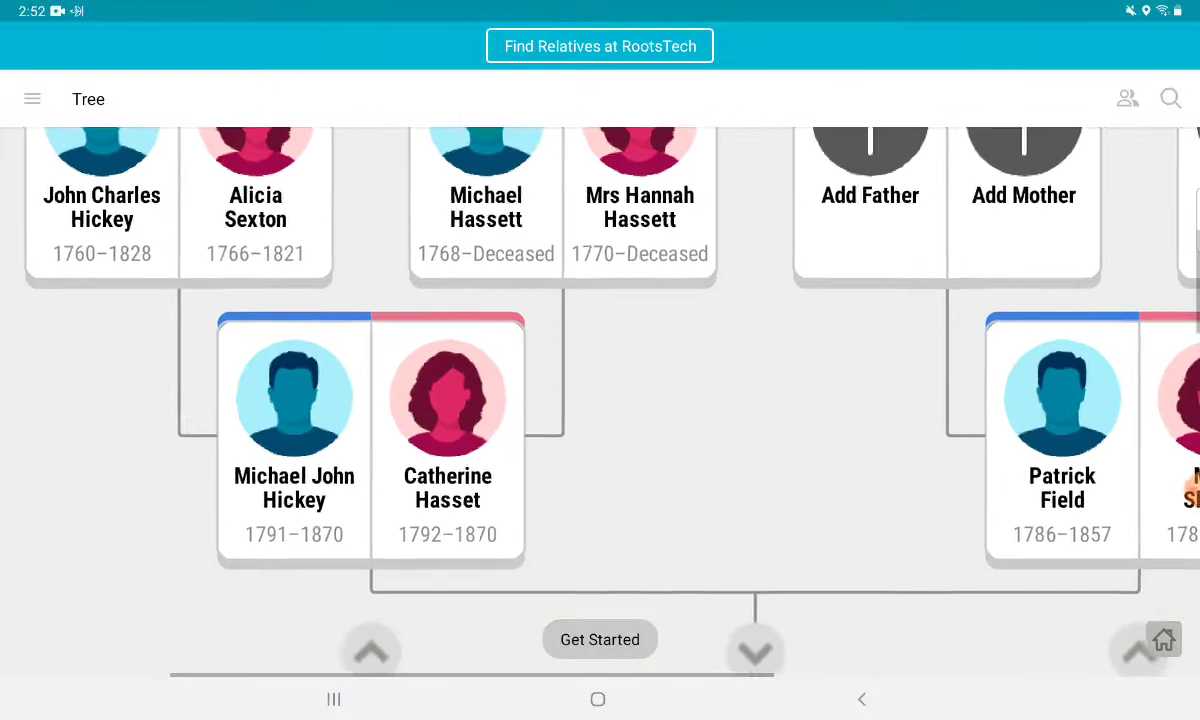 2:52
Find Relatives at RootsTech
Tree
John Charles
Hickey
1760–1828
Alicia
Sexton
1766–1821
Michael
Hassett
1768–Deceased
Mrs Hannah
Hassett
1770–Deceased
Add Father
Add Mother
Michael John
Hickey
1791–1870
Catherine
Hasset
1792–1870
Patrick
Field
1786–1857
178
Get Started